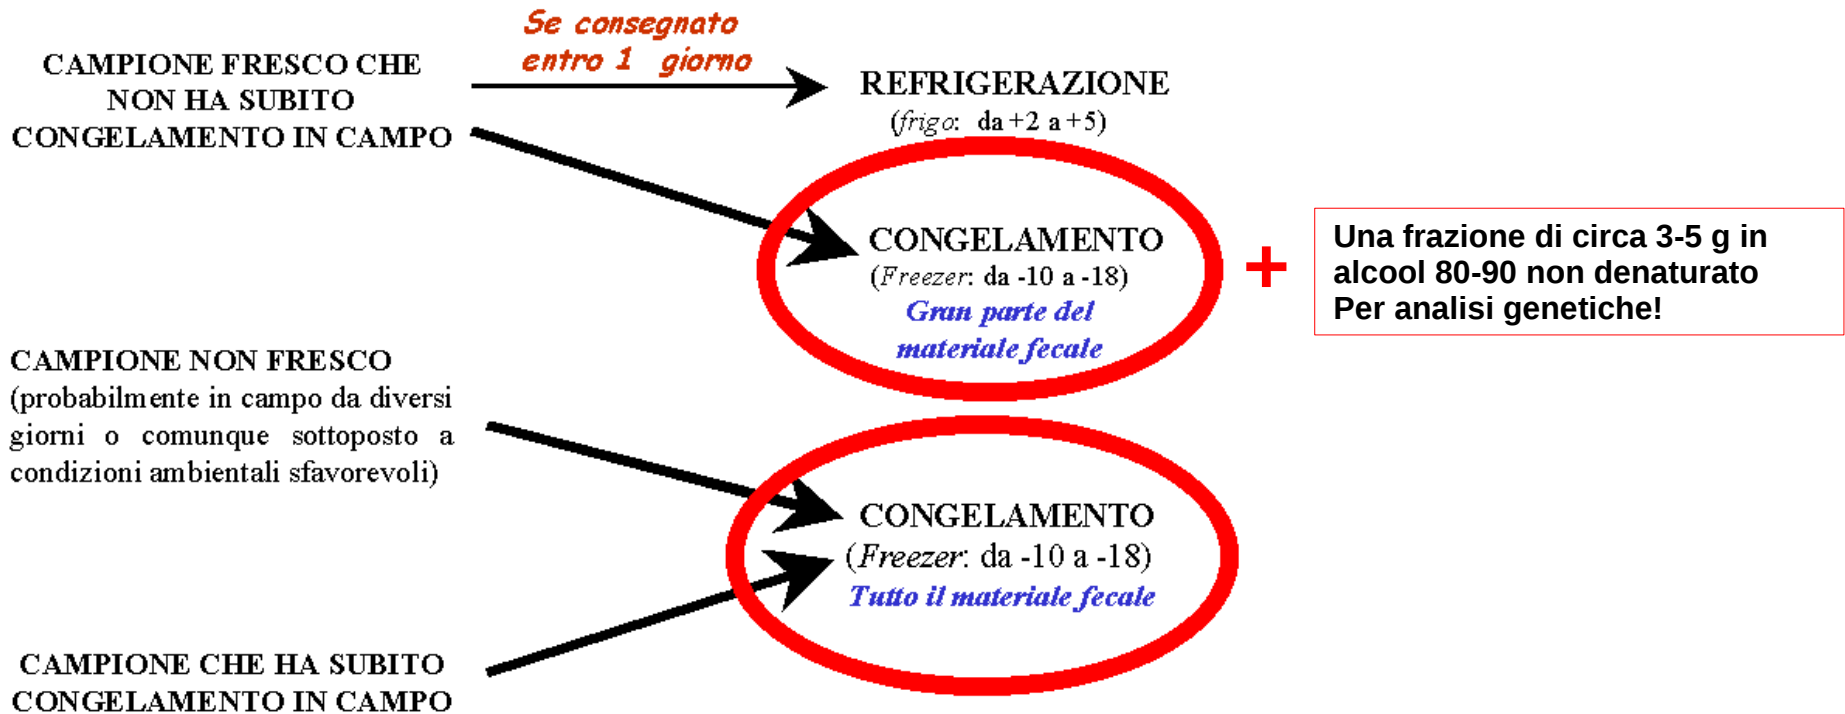 Se consegnato
entro 1 giorno
CAMPIONE FRESCO CHE
NON HA SUBITO
CONGELAMENTO IN CAMPO
REFRIGERAZIONE
(frigo: da +2 a +5)
CONGELAMENTO
(Freezer: da -10 a -18)
Gran parte del
materiale fecale
+
Una frazione di circa 3-5 g in
alcool 80-90 non denaturato
Per analisi genetiche!
CAMPIONE NON FRESCO
(probabilmente in campo da diversi
giorni o comunque sottoposto a
condizioni ambientali sfavorevoli)
CONGELAMENTO
(Freezer: da -10 a -18)
Tutto il materiale fecale
CAMPIONE CHE HA SUBITO
CONGELAMENTO IN CAMPO